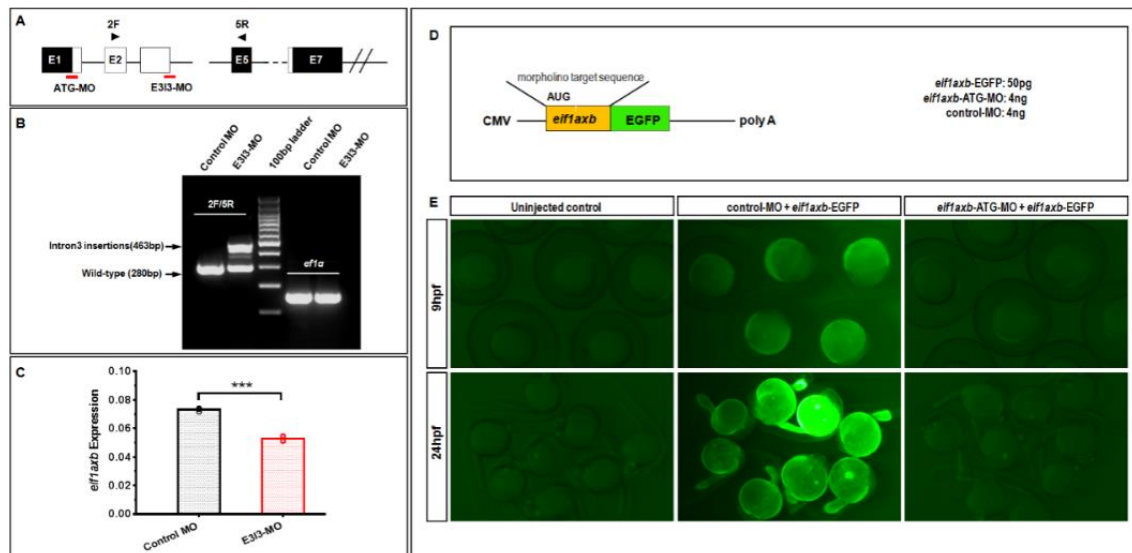 A
2F
5R
E1
E2
E5
E7
ATG-MO
E3I3-MO
B
Control MO
E3I3-MO
100bp ladder
Control MO
E3I3-MO
2F/5R
Intron3 insertions(463bp)
ef1α
Wild-type (280bp)
C
***
0.10
0.08
0.06
0.04
0.02
0.00
eif1axb Expression
Control MO
E3I3-MO
D
morpholino target sequence
AUG
CMV
eif1axb
EGFP
poly A
eif1axb-EGFP: 50pg
eif1axb-ATG-MO: 4ng
control-MO: 4ng
E
Uninjected control
control-MO + eif1axb-EGFP
eif1axb-ATG-MO + eif1axb-EGFP
9hpf
24hpf